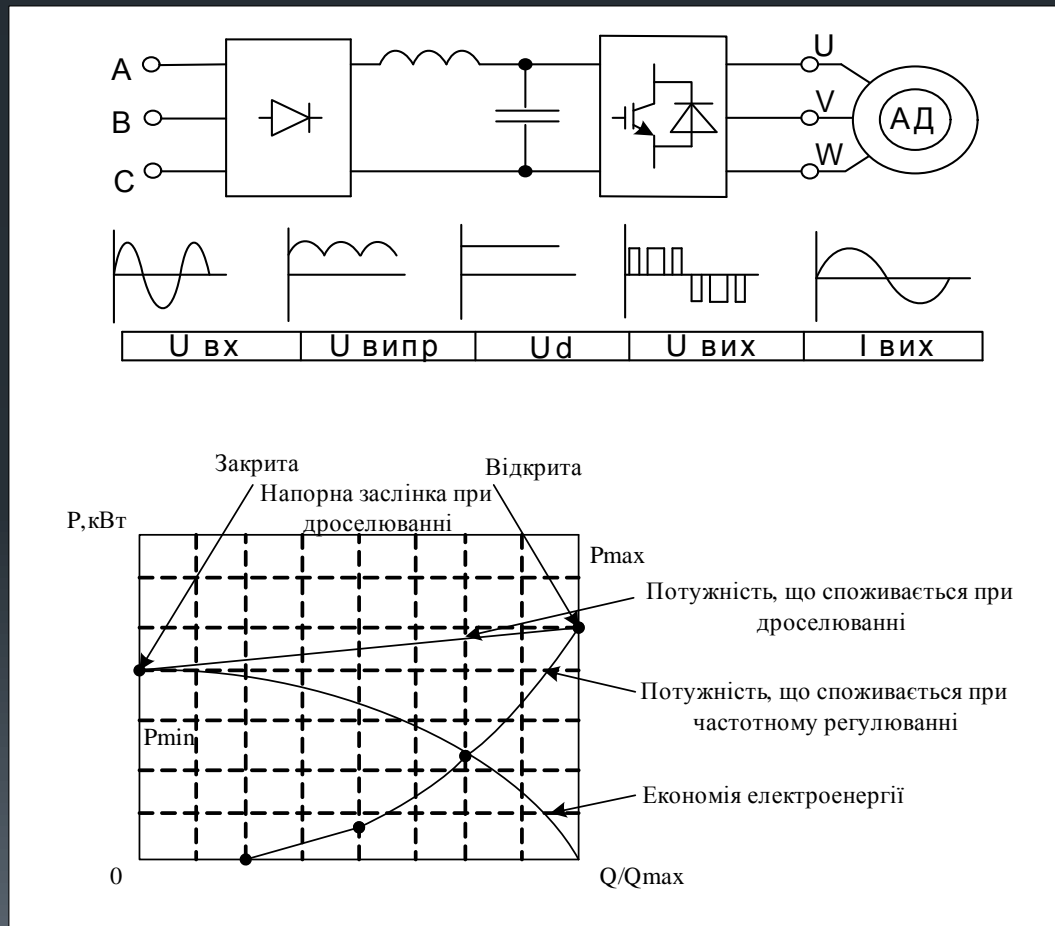 A
B
C
U
V
W
АД
U вх
U випр
Ud
U вих
I вих
Закрита
Відкрита
Напорна заслінка при
дроселюванні
P,кВт
Pmax
Потужність, що споживається при
дроселюванні
Потужність, що споживається при
частотному регулюванні
Pmin
Економія електроенергії
0
Q/Qmax